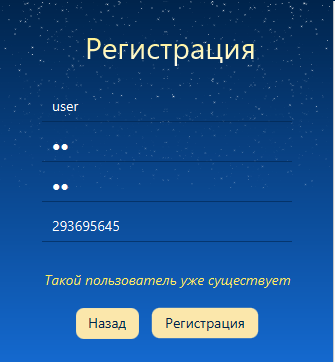 Регистрация
user
●●
●●
293695645
Такой пользователь уже существует
Назад
Регистрация